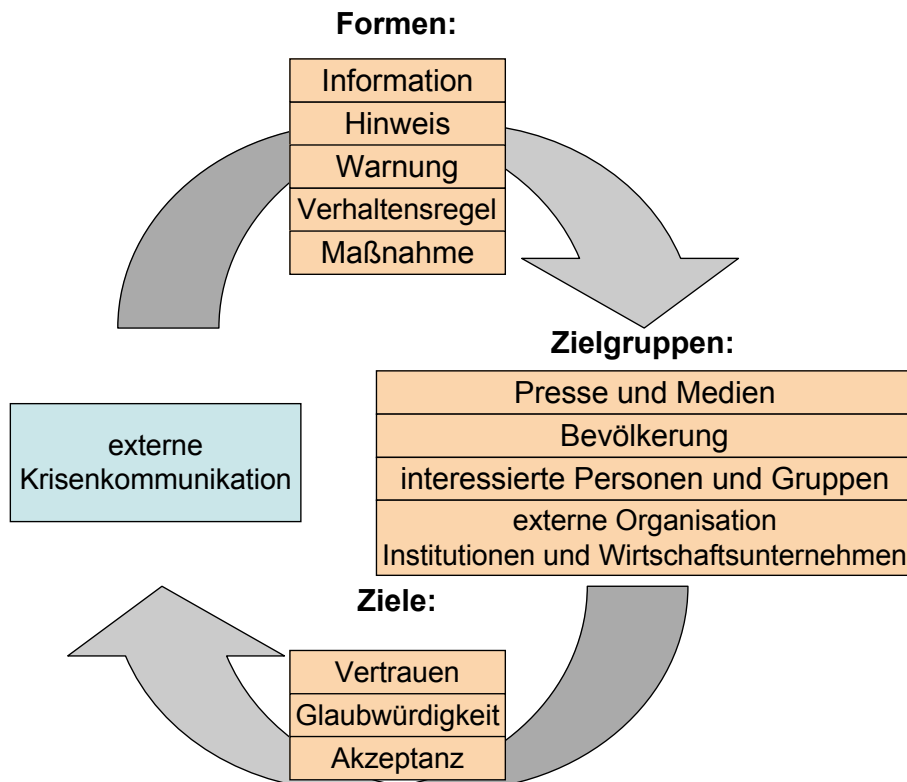 Formen:
Information
Hinweis
Warnung
Verhaltensregel
Maßnahme
Zielgruppen:
Presse und Medien
Bevölkerung
interessierte Personen und Gruppen
externe Organisation
Institutionen und Wirtschaftsunternehmen
externe
Krisenkommunikation
Ziele:
Vertrauen
Glaubwürdigkeit
Akzeptanz